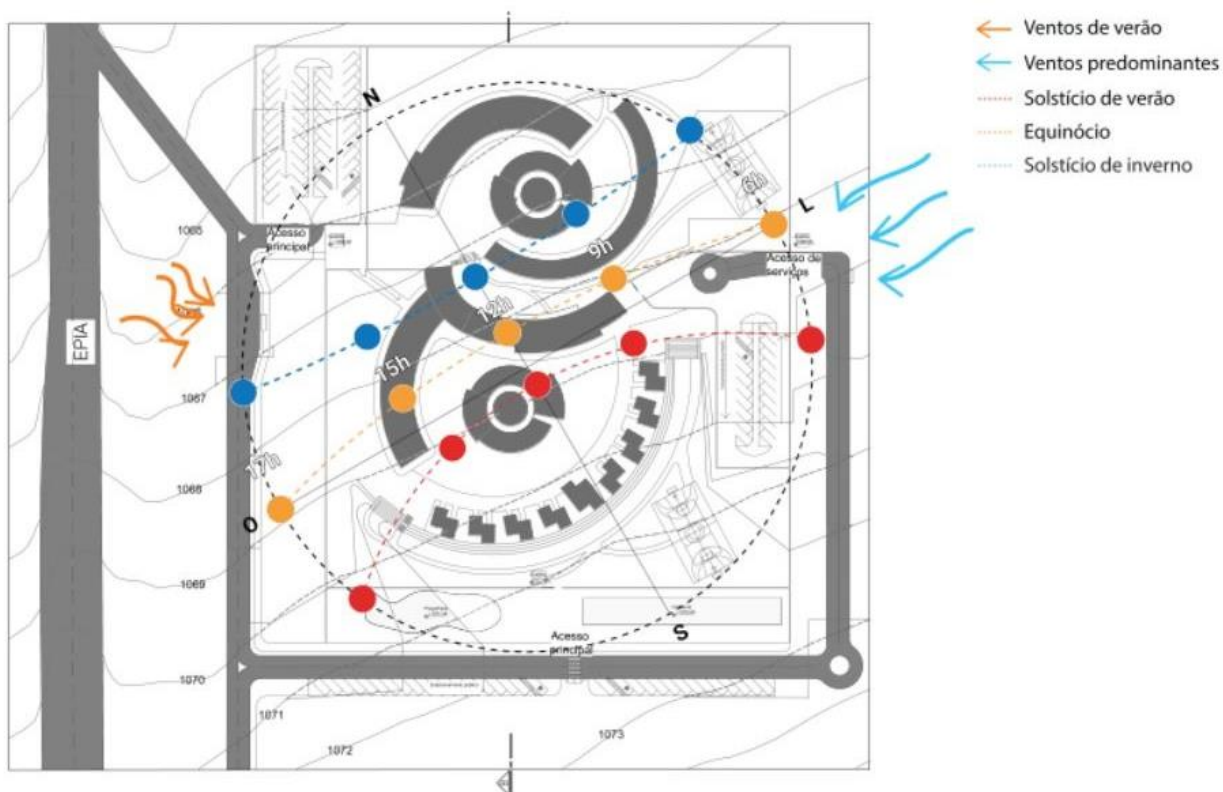 Ventos de verão
Ventos predominantes
Solstício de verão
Equinócio
Solstício de inverno
N
6h
L
1066
Acesso
principal
9h
Acesso de
serviços
12h
EPIA
15h
1067
17h
1068
O
1069
S
Acesso
principal
1070
1071
1072
1073